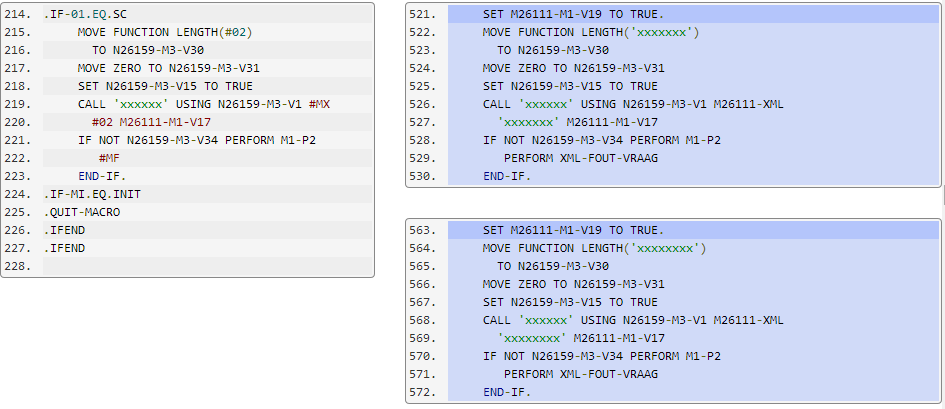 214. .IF-01.EQ.SC
215. MOVE FUNCTION LENGTH(#02)
216. TO N26159-M3-V30
217. MOVE ZERO TO N26159-M3-V31
218. SET N26159-M3-V15 TO TRUE
219. CALL 'xxxxxx' USING N26159-M3-V1 #MX
220. #02 M26111-M1-V17
221. IF NOT N26159-M3-V34 PERFORM M1-P2
222. #MF
223. END-IF.
224. .IF-MI.EQ.INIT
225. .QUIT-MACRO
226. .IFEND
227. .IFEND
228.
521. SET M26111-M1-V19 TO TRUE.
522. MOVE FUNCTION LENGTH('xxxxxxx')
523. TO N26159-M3-V30
524. MOVE ZERO TO N26159-M3-V31
525. SET N26159-M3-V15 TO TRUE
526. CALL 'xxxxxx' USING N26159-M3-V1 M26111-XML
527. 'xxxxxxx' M26111-M1-V17
528. IF NOT N26159-M3-V34 PERFORM M1-P2
529. PERFORM XML-FOUT-VRAAG
530. END-IF.
563. SET M26111-M1-V19 TO TRUE.
564. MOVE FUNCTION LENGTH('xxxxxxxx')
565. TO N26159-M3-V30
566. MOVE ZERO TO N26159-M3-V31
567. SET N26159-M3-V15 TO TRUE
568. CALL 'xxxxxx' USING N26159-M3-V1 M26111-XML
569. 'xxxxxxxx' M26111-M1-V17
570. IF NOT N26159-M3-V34 PERFORM M1-P2
571. PERFORM XML-FOUT-VRAAG
572. END-IF.